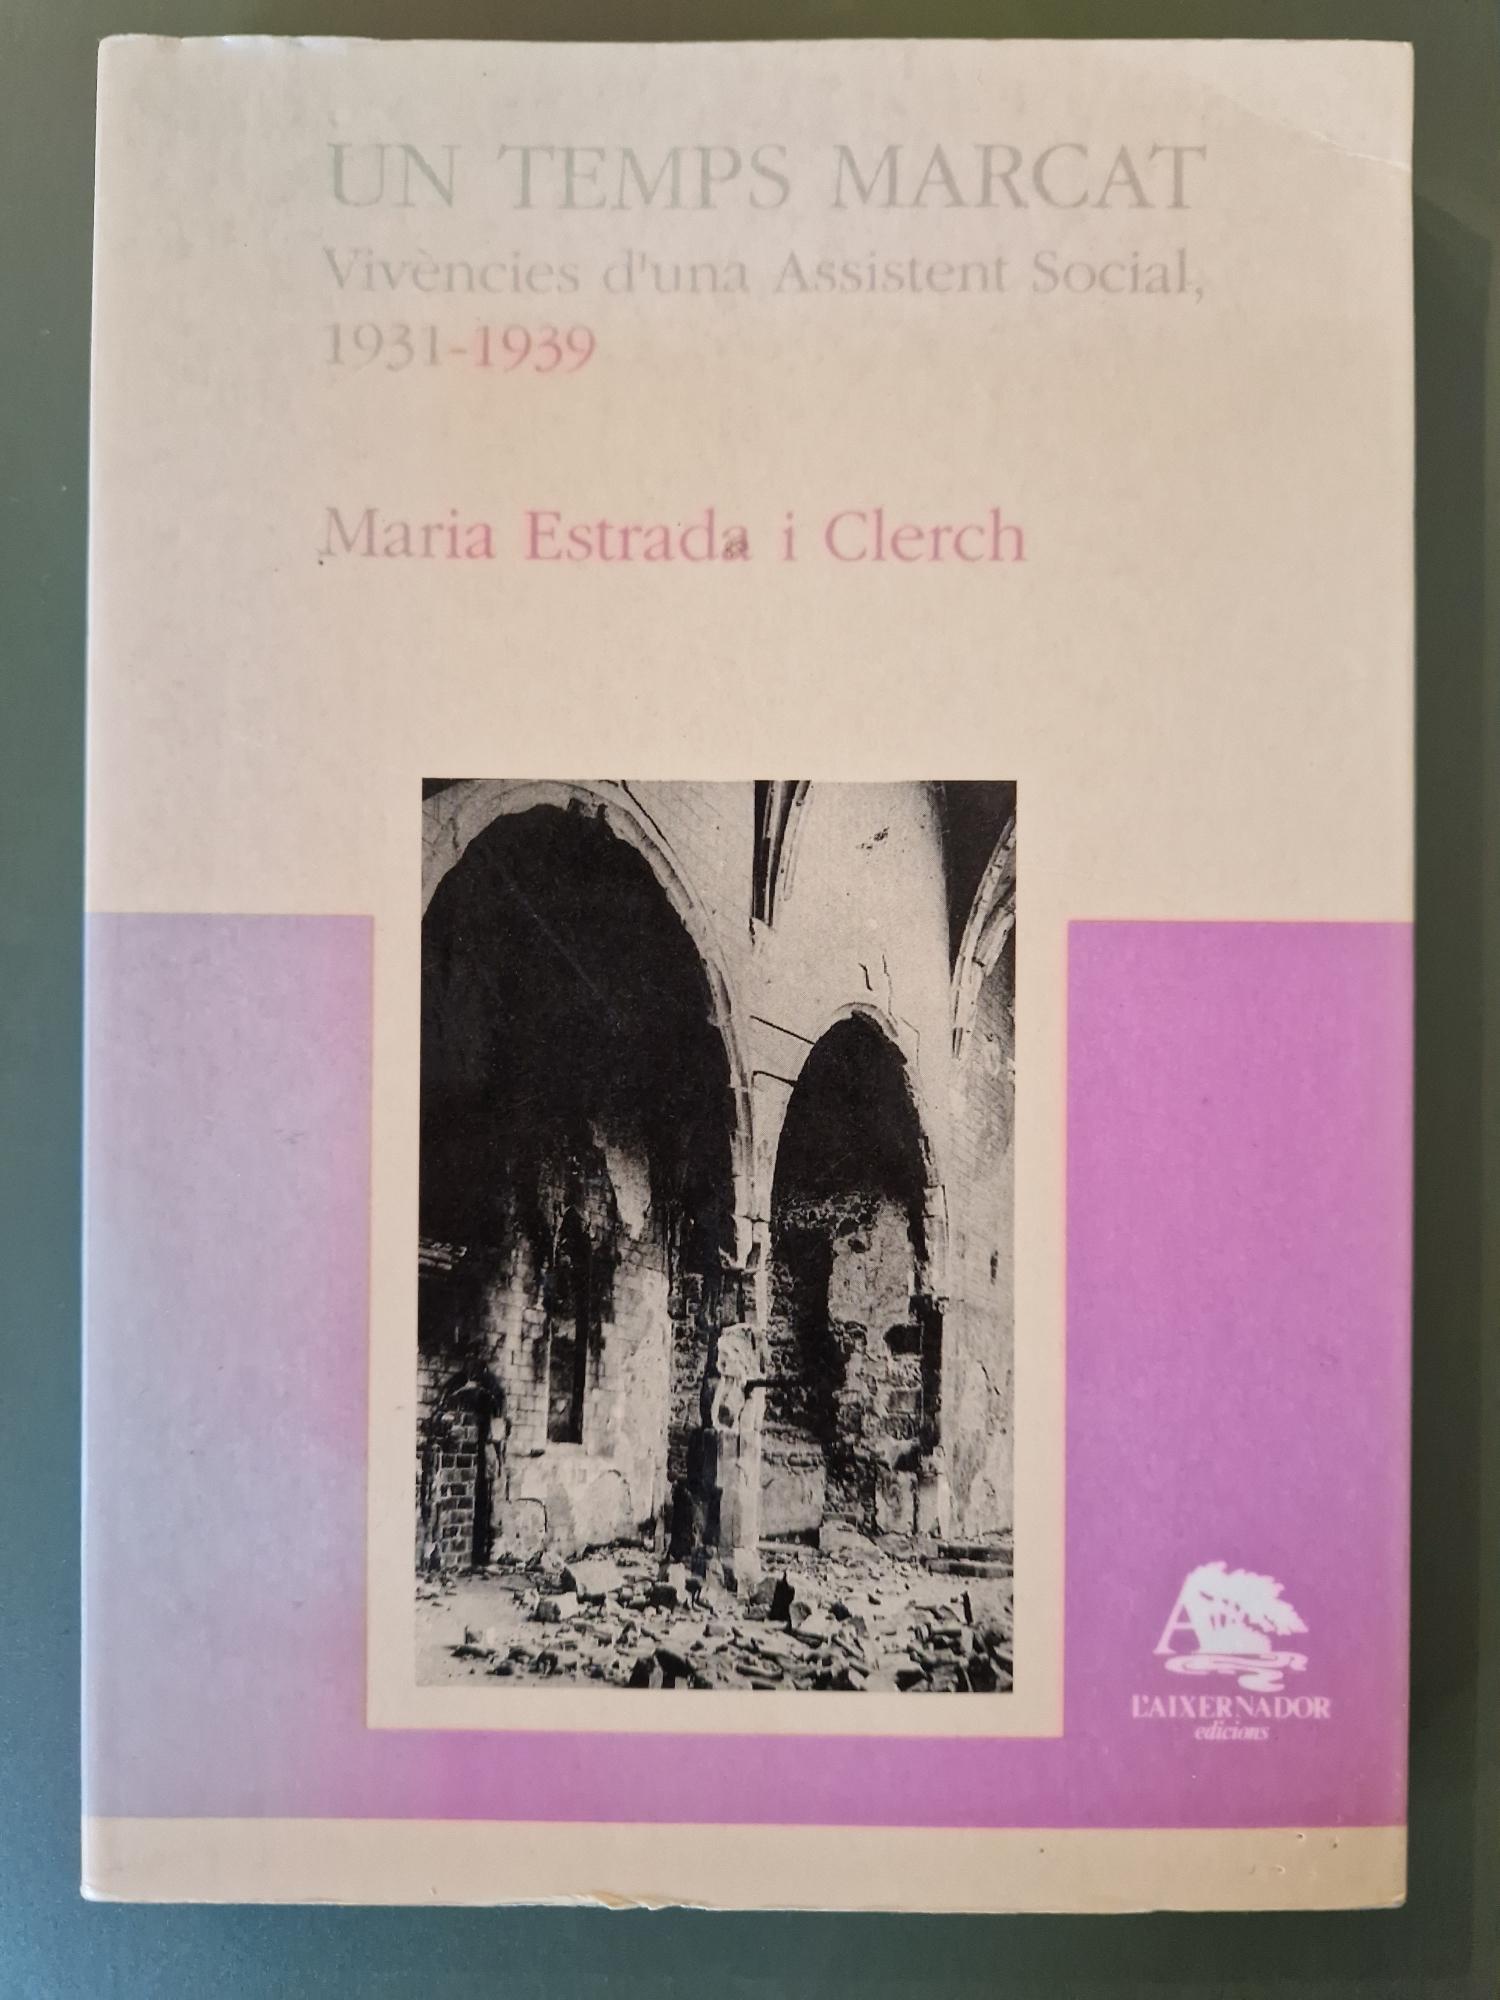 UN TEMPS MARCAT
Vivències d'una Assistent Social,
1931-1939
Maria Estrada i Clerch
A
L'AIXERNADOR
edicions